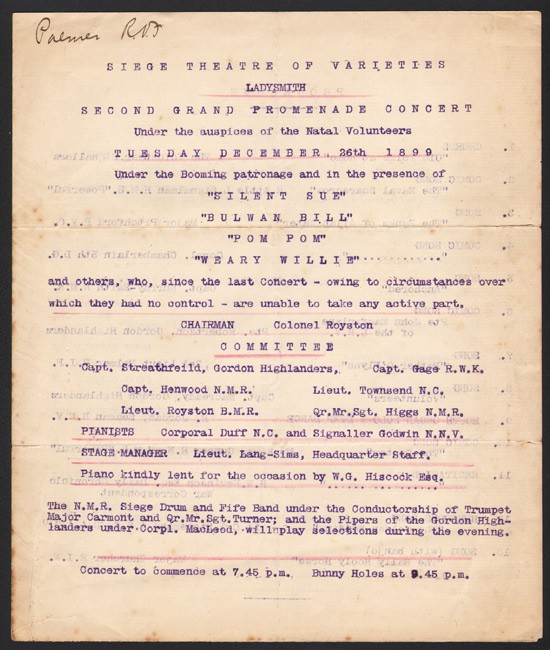 Palmer
SIEGE THEATRE OF VARIETIES
LADYSMITH
SECOND GRAND PROMENADE CONCERT
Under the auspices of the Natal Volunteers
TUESDAY DECEMBER 26th 1899
Under the Booming patronage and in the presence of
"SILENT SUE"
"BULWAN BILL"
"POM POM"
"WEARY WILLIE"
and others, who, since the last Concert - owing to circumstances over
which they had no control - are unable to take any active part.
CHAIRMAN Colonel Royston
COMMITTEE
Capt. Streatfeild, Gordon Highlanders, Capt. Gage R.W.K.
Capt. Henwood N.M.R. Lieut. Townsend N.C.
Lieut. Royston B.M.R. Qr.Mr.Sgt. Higgs N.M.R.
PIANISTS Corporal Duff N.C. and Signaller Godwin N.N.V.
STAGE MANAGER Lieut. Lang-Sims, Headquarter Staff.
Piano kindly lent for the occasion by W.G. Hiscock Esq.
The N.M.R. Siege Drum and Fife Band under the Conductorship of Trumpet
Major Carmont and Qr.Mr.Sgt.Turner; and the Pipers of the Gordon High-
landers under Corpl. MacLeod, will play selections during the evening.
Concert to commence at 7.45 p.m. Bunny Holes at 9.45 p.m.